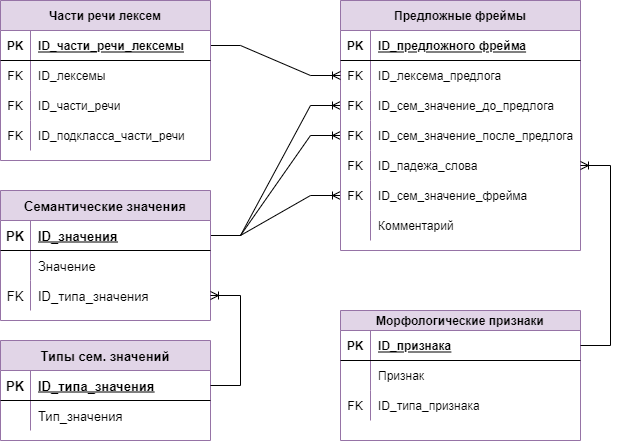 Части речи лексем
PK ID_части_речи_лексемы
FK ID_лексемы
FK ID_части_речи
FK ID_подкласса_части_речи
Предложные фреймы
PK ID_предложного фрейма
FK ID_лексема_предлога
FK ID_сем_значение_до_предлога
FK ID_сем_значение_после_предлога
FK ID_падежа_слова
FK ID_сем_значение_фрейма
Комментарий
Семантические значения
PK ID_значения
Значение
FK ID_типа_значения
Типы сем. значений
PK ID_типа_значения
Тип_значения
Морфологические признаки
PK ID_признака
Признак
FK ID_типа_признака